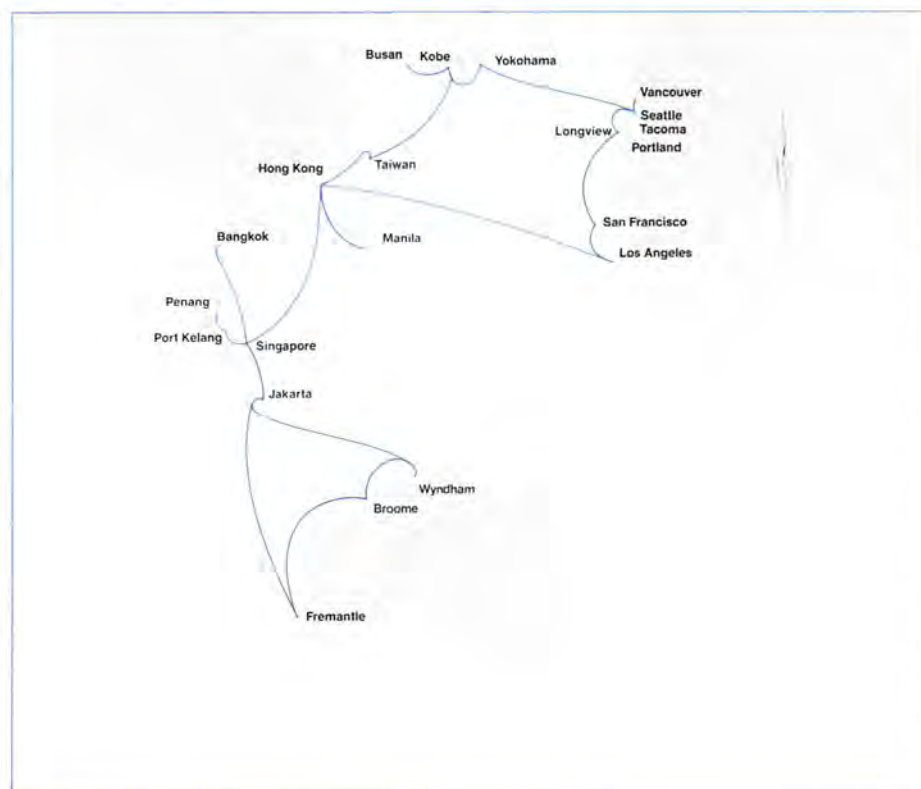 Busan
Kobe
Yokohama
Vancouver
Seattle
Tacoma
Longview
Portland
Taiwan
Hong Kong
San Francisco
Manila
Bangkok
Los Angeles
Penang
Port Kelang
Singapore
Jakarta
Wyndham
Broome
Fremantle